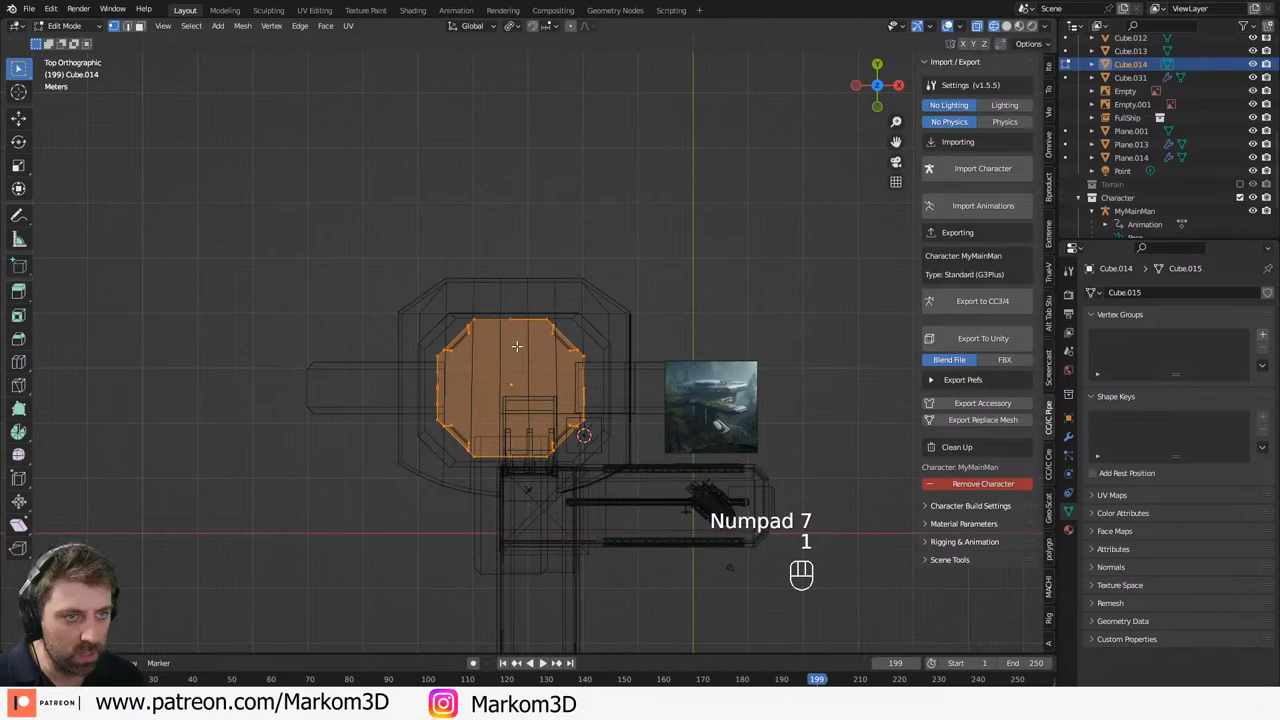 File Edit Render Window Help Layout Modeling Sculpting UV Editing Texture Paint Shading Animation Rendering Compositing Geometry Nodes Scripting Scene ViewLayer
Edit Mode View Select Add Mesh Vertex Edge Face UV Global
X Y Z Options
Top Orthographic
(199) Cube.014
Meters
Y
X
Z
Import / Export
Settings (v1.5.5)
No Lighting Lighting
No Physics Physics
Importing
Import Character
Import Animations
Exporting
Character: MyMainMan
Type: Standard (G3Plus)
Export to CC3/4
Export To Unity
Blend File FBX
Export Prefs
Export Accessory
Export Replace Mesh
Clean Up
Character: MyMainMan
Remove Character
Character Build Settings
Material Parameters
Rigging & Animation
Scene Tools
Cube.012
Cube.013
Cube.014
Cube.031
Empty
Empty.001
FullShip
Plane.001
Plane.013
Plane.014
Point
Terrain
Character
MyMainMan
Animation
Cube.014 Cube.015
Cube.015
Vertex Groups
Shape Keys
Add Rest Position
UV Maps
Color Attributes
Face Maps
Attributes
Normals
Texture Space
Remesh
Geometry Data
Custom Properties
Numpad 7
1
Marker 199 Start 1 End 250
30 40 50 60 70 80 90 100 110 120 130 140 150 160 170 180 190 199 210 220 230 240 250
PATREON www.patreon.com/Markom3D Markom3D